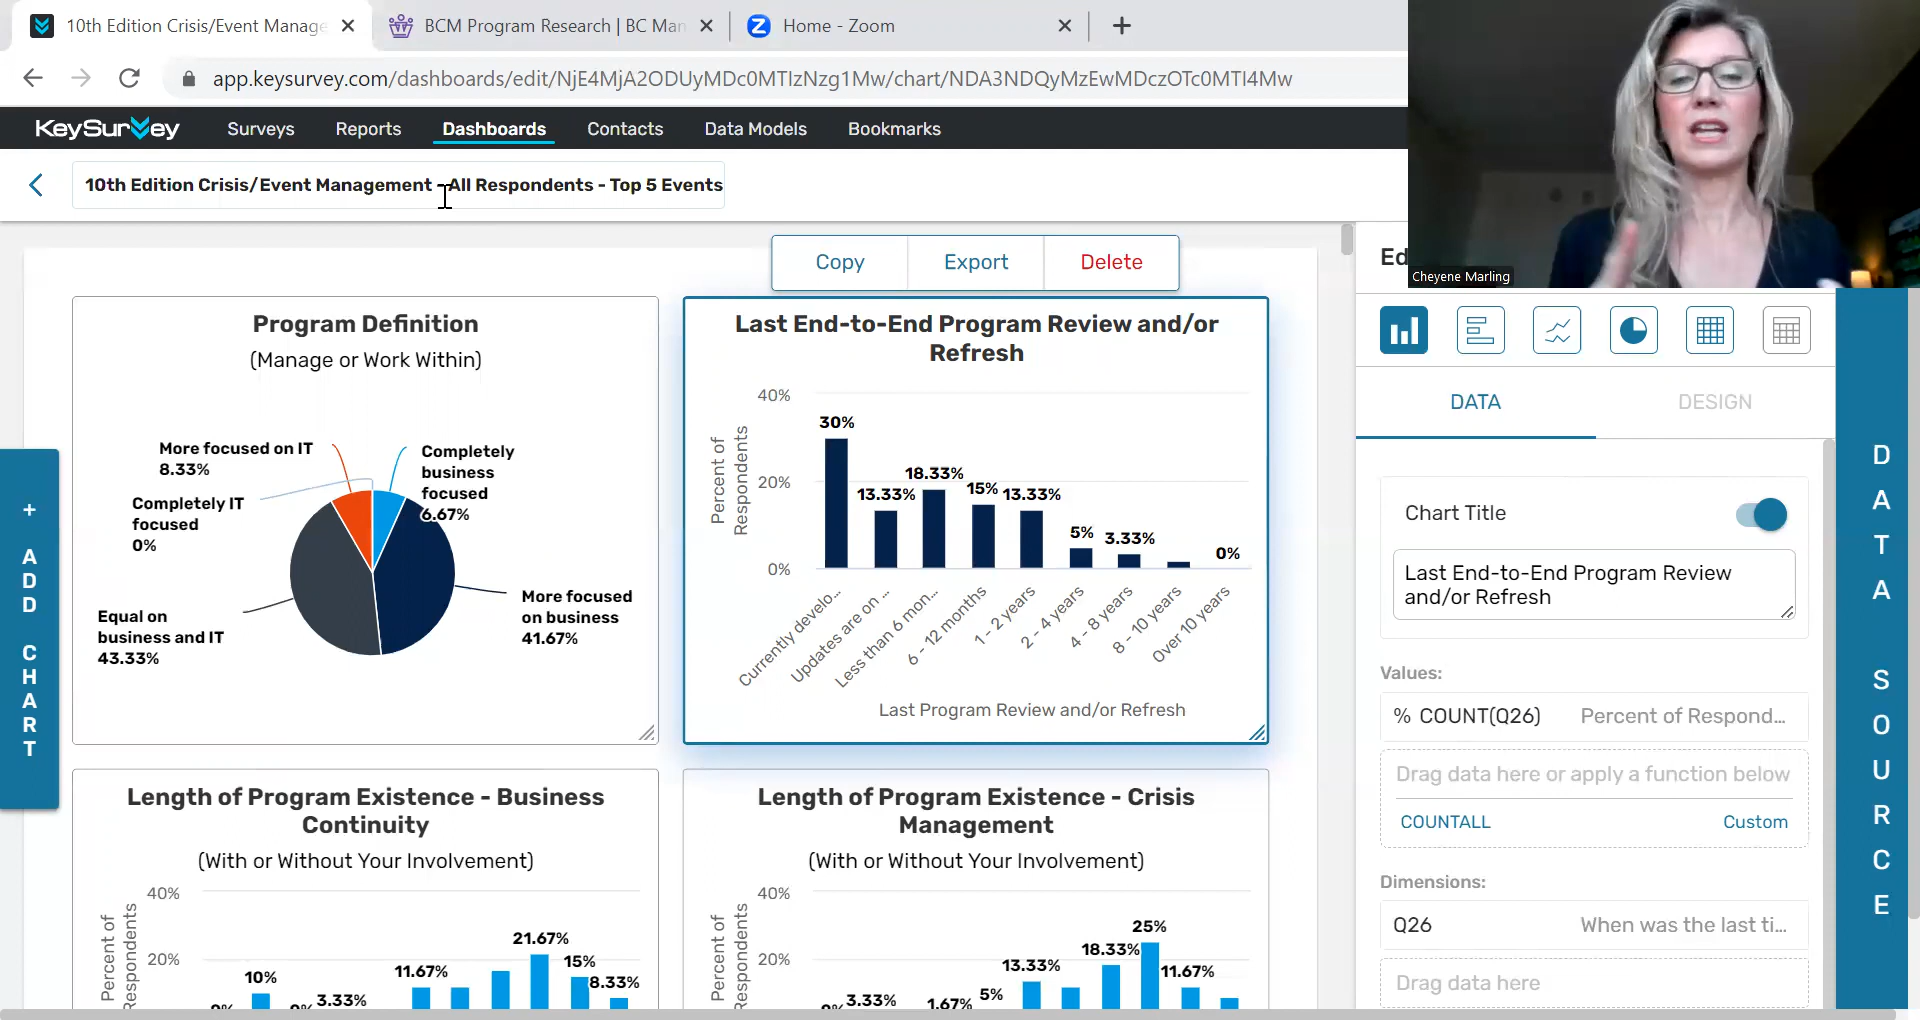 10th Edition Crisis/Event Manage
BCM Program Research | BC Man
Home - Zoom
app.keysurvey.com/dashboards/edit/NjE4MjA2ODUyMDc0MTIzNzg1Mw/chart/NDA3NDQyMzEwMDczOTc0MTI4Mw
KeySurvey
Surveys
Reports
Dashboards
Contacts
Data Models
Bookmarks
Cheyene Marling
10th Edition Crisis/Event Management - All Respondents - Top 5 Events
Copy
Export
Delete
Ed
+ ADD CHART
Program Definition
(Manage or Work Within)
More focused on IT
8.33%
Completely
business
focused
6.67%
Completely IT
focused
0%
Equal on
business and IT
43.33%
More focused
on business
41.67%
Last End-to-End Program Review and/or
Refresh
Percent of
Respondents
40%
20%
0%
30%
13.33%
18.33%
15%
13.33%
5%
3.33%
0%
Currently develo...
Updates are on ...
Less than 6 mon...
6 - 12 months
1 - 2 years
2 - 4 years
4 - 8 years
8 - 10 years
Over 10 years
Last Program Review and/or Refresh
Length of Program Existence - Business
Continuity
(With or Without Your Involvement)
Percent of
Respondents
40%
20%
10%
3.33%
11.67%
21.67%
15%
8.33%
Length of Program Existence - Crisis
Management
(With or Without Your Involvement)
Percent of
Respondents
40%
20%
3.33%
1.67%
5%
13.33%
18.33%
25%
11.67%
DATA
DESIGN
Chart Title
Last End-to-End Program Review
and/or Refresh
Values:
% COUNT(Q26)
Percent of Respond...
Drag data here or apply a function below
COUNTALL
Custom
Dimensions:
Q26
When was the last ti...
Drag data here
DATA SOURCE